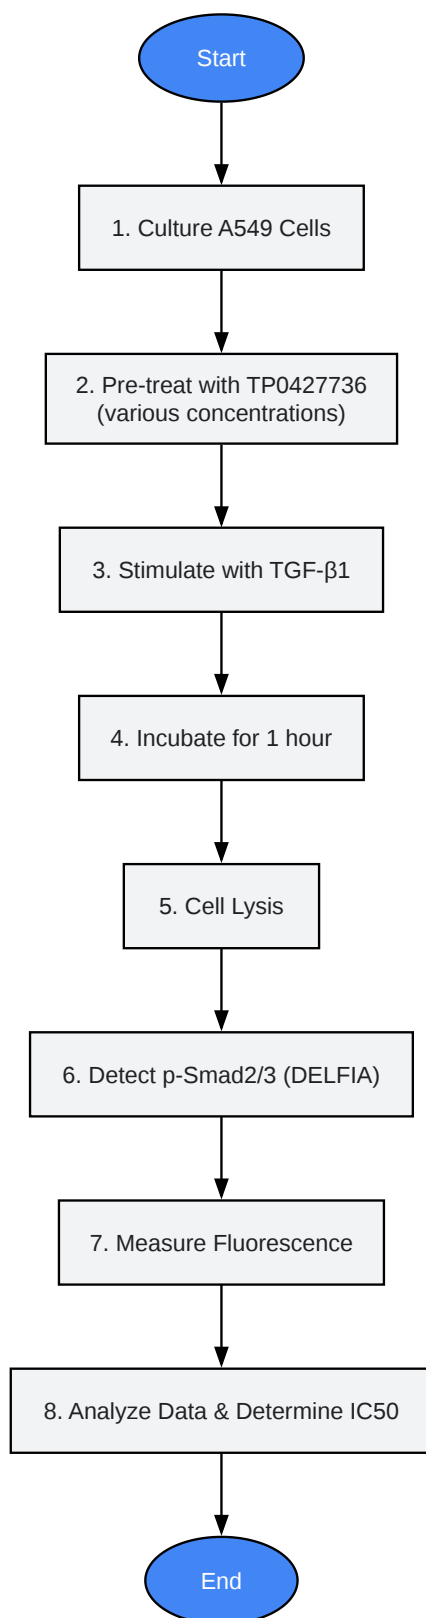 Start
1. Culture A549 Cells
2. Pre-treat with TP0427736
(various concentrations)
3. Stimulate with TGF-β1
4. Incubate for 1 hour
5. Cell Lysis
6. Detect p-Smad2/3 (DELFIA)
7. Measure Fluorescence
8. Analyze Data & Determine IC50
End